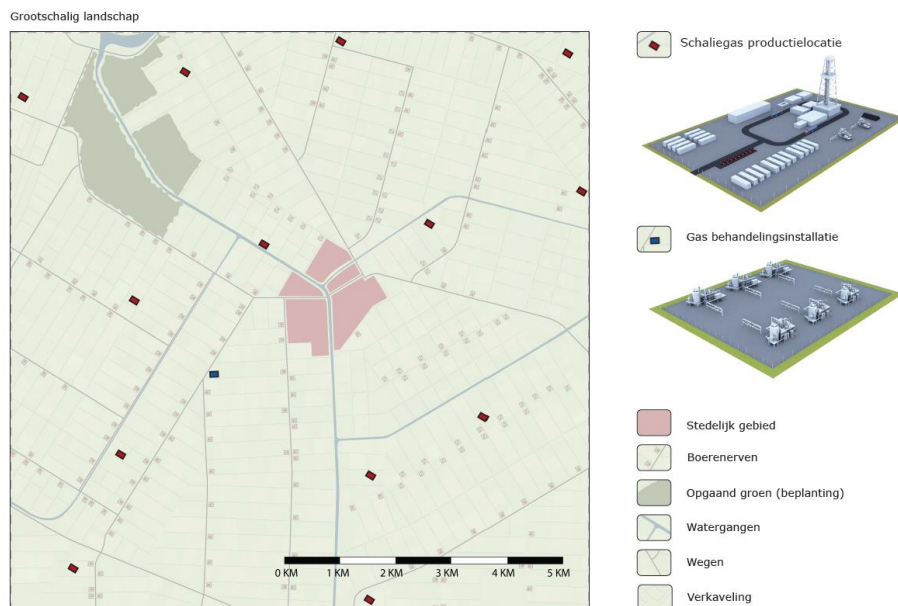 Grootschalig landschap
Schaliegas productielocatie
Gas behandelingsinstallatie
Stedelijk gebied
Boerenerven
Opgaand groen (beplanting)
Watergangen
Wegen
Verkaveling
0 KM 1 KM 2 KM 3 KM 4 KM 5 KM